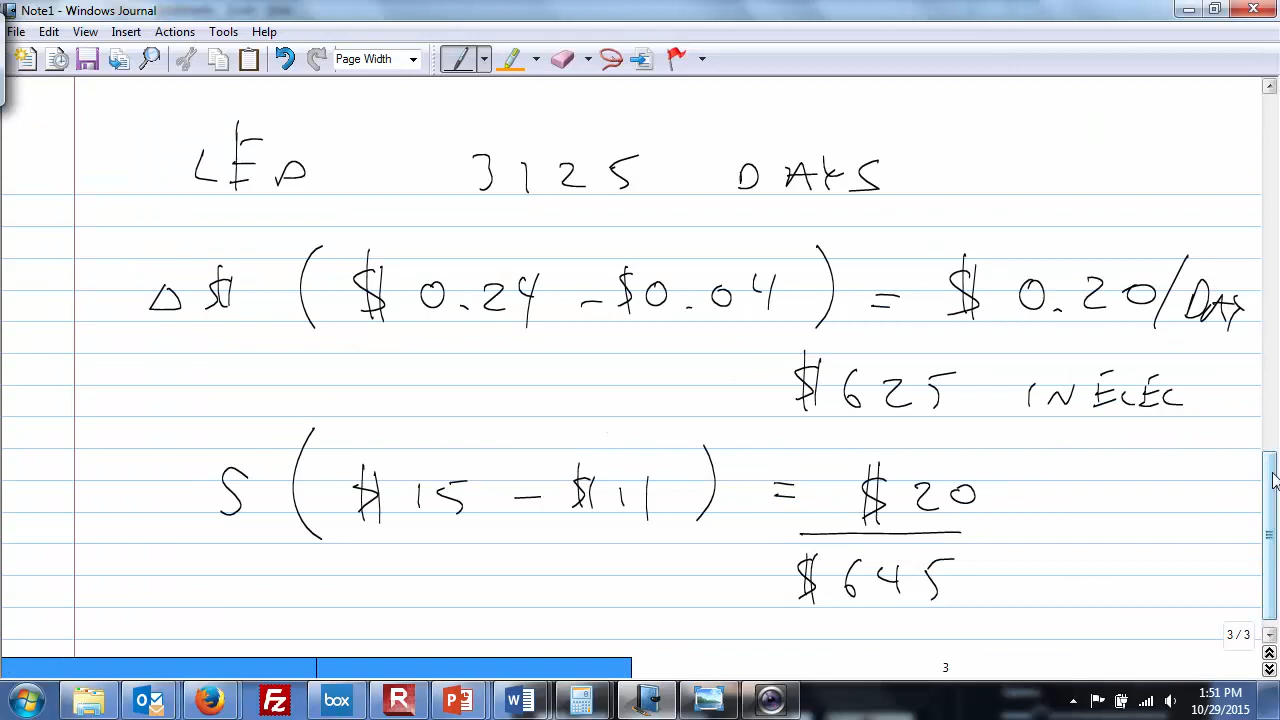 Note1 - Windows Journal
File Edit View Insert Actions Tools Help
Page Width
LED 3125 DAYS
Δ$ ($0.24 - $0.04) = $0.20/DAY
$625 IN ELEC
5 ($15 - $11) = $20
$645
3 / 3
3
Fz box R P W
1:51 PM
10/29/2015